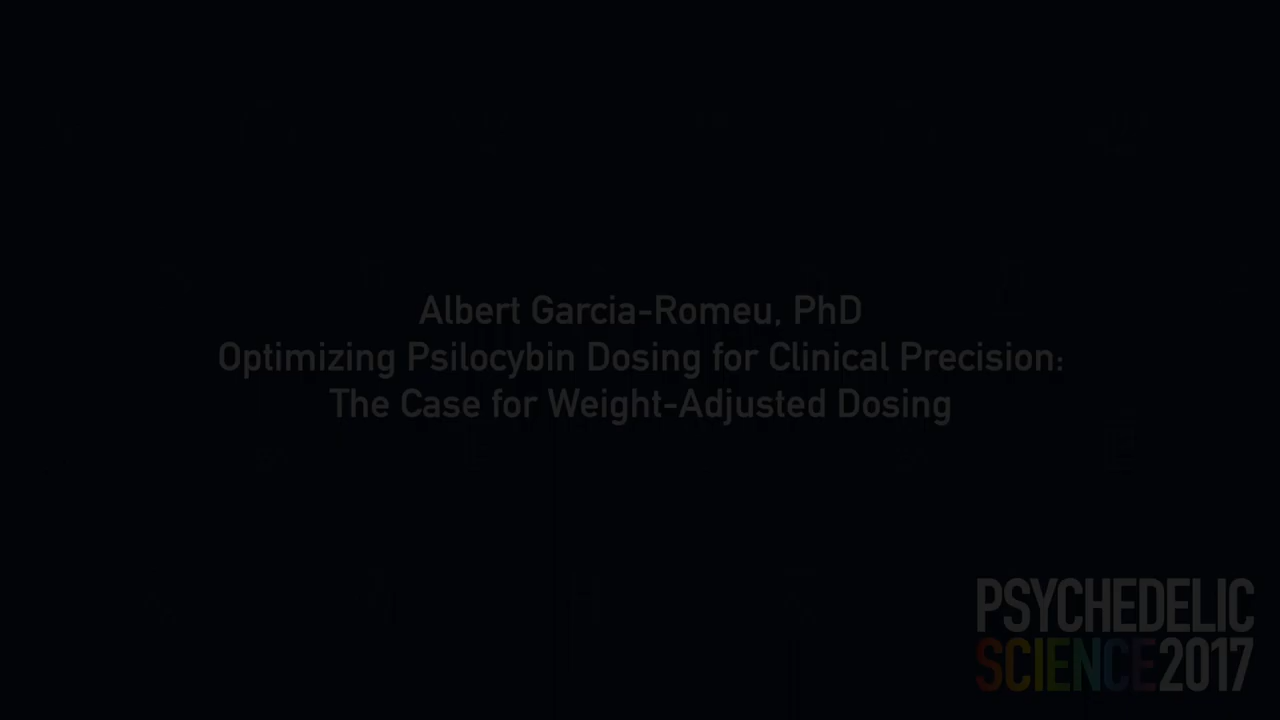 Albert Garcia-Romeu, PhD
Optimizing Psilocybin Dosing for Clinical Precision:
The Case for Weight-Adjusted Dosing
PSYCHEDELIC
SCIENCE2017